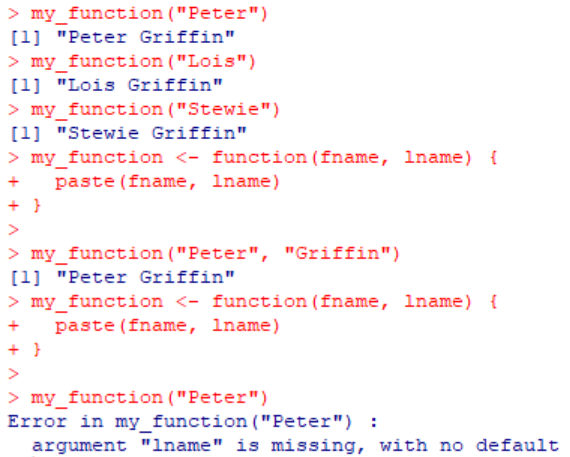 > my_function("Peter")
[1] "Peter Griffin"
> my_function("Lois")
[1] "Lois Griffin"
> my_function("Stewie")
[1] "Stewie Griffin"
> my_function <- function(fname, lname) {
+   paste(fname, lname)
+ }
>
> my_function("Peter", "Griffin")
[1] "Peter Griffin"
> my_function <- function(fname, lname) {
+   paste(fname, lname)
+ }
>
> my_function("Peter")
Error in my_function("Peter") :
  argument "lname" is missing, with no default